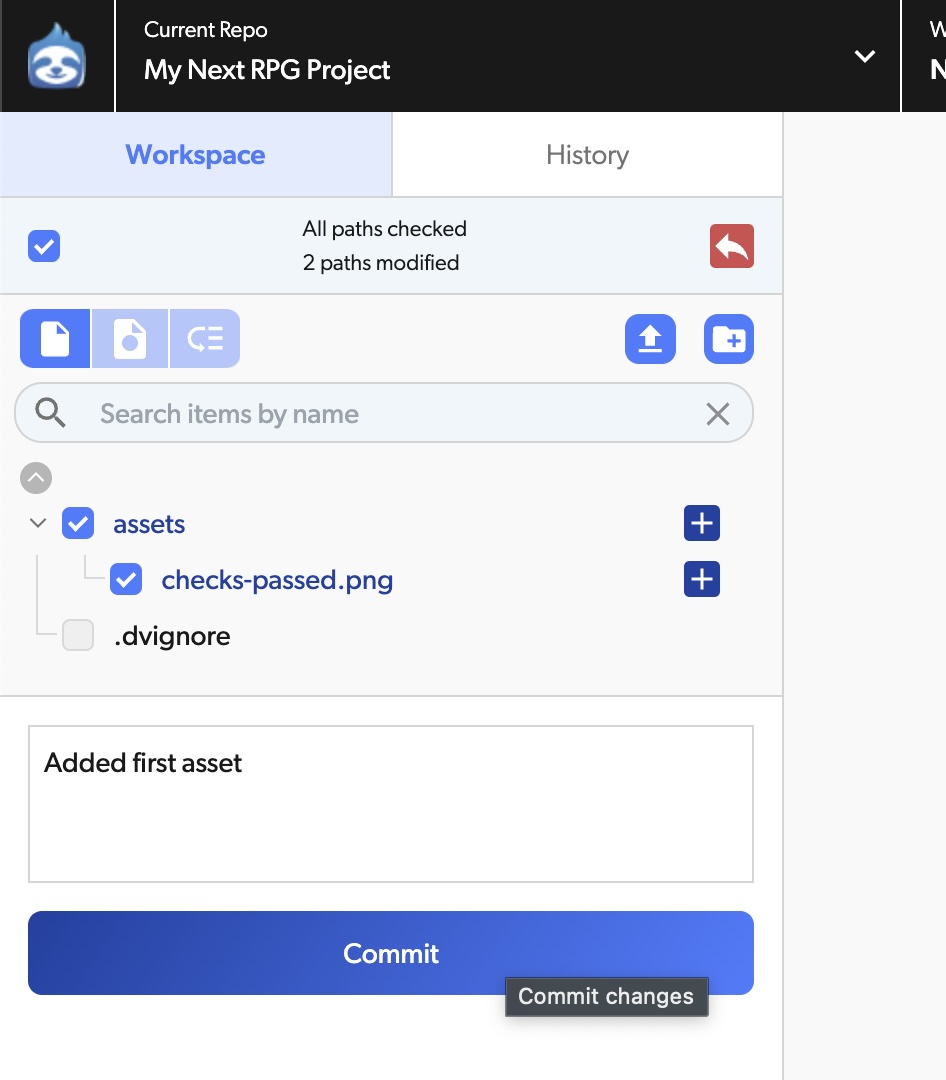 Current Repo
My Next RPG Project
Workspace
History
All paths checked
2 paths modified
Search items by name
assets
checks-passed.png
.dvignore
Added first asset
Commit
Commit changes